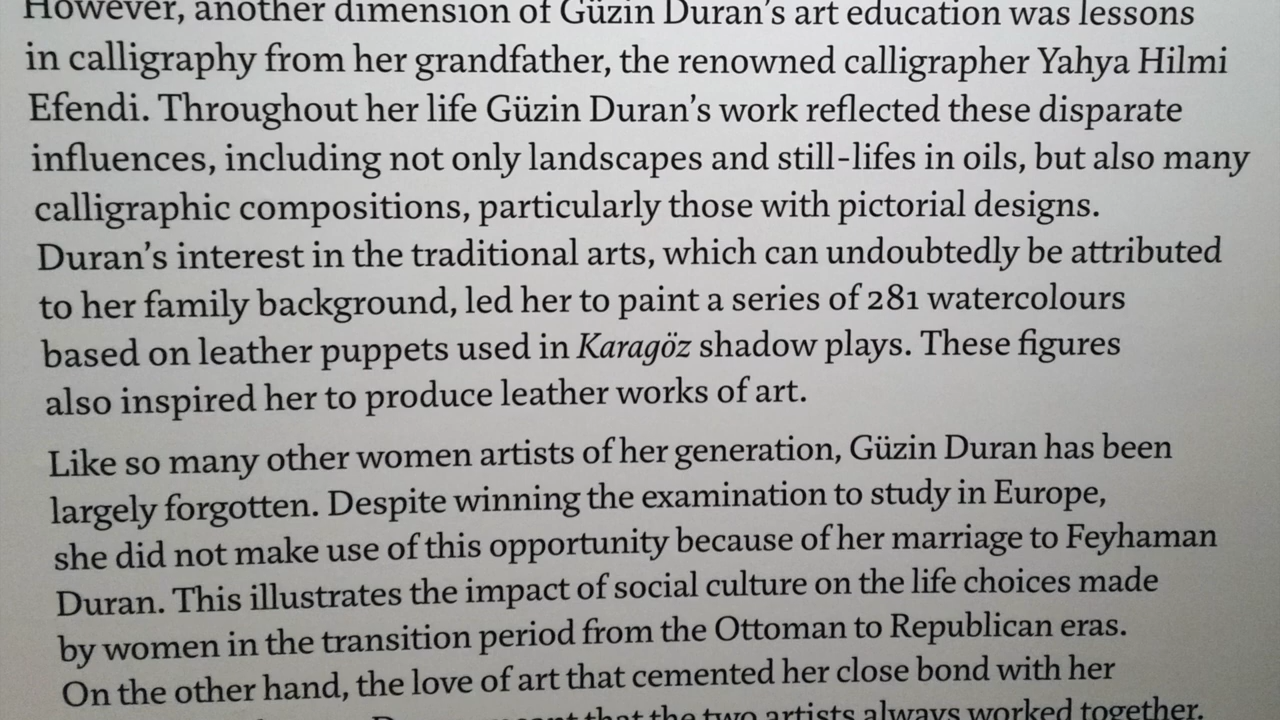 However, another dimension of Güzin Duran's art education was lessons
in calligraphy from her grandfather, the renowned calligrapher Yahya Hilmi
Efendi. Throughout her life Güzin Duran's work reflected these disparate
influences, including not only landscapes and still-lifes in oils, but also many
calligraphic compositions, particularly those with pictorial designs.
Duran's interest in the traditional arts, which can undoubtedly be attributed
to her family background, led her to paint a series of 281 watercolours
based on leather puppets used in Karagöz shadow plays. These figures
also inspired her to produce leather works of art.
Like so many other women artists of her generation, Güzin Duran has been
largely forgotten. Despite winning the examination to study in Europe,
she did not make use of this opportunity because of her marriage to Feyhaman
Duran. This illustrates the impact of social culture on the life choices made
by women in the transition period from the Ottoman to Republican eras.
On the other hand, the love of art that cemented her close bond with her
that the two artists always worked together.